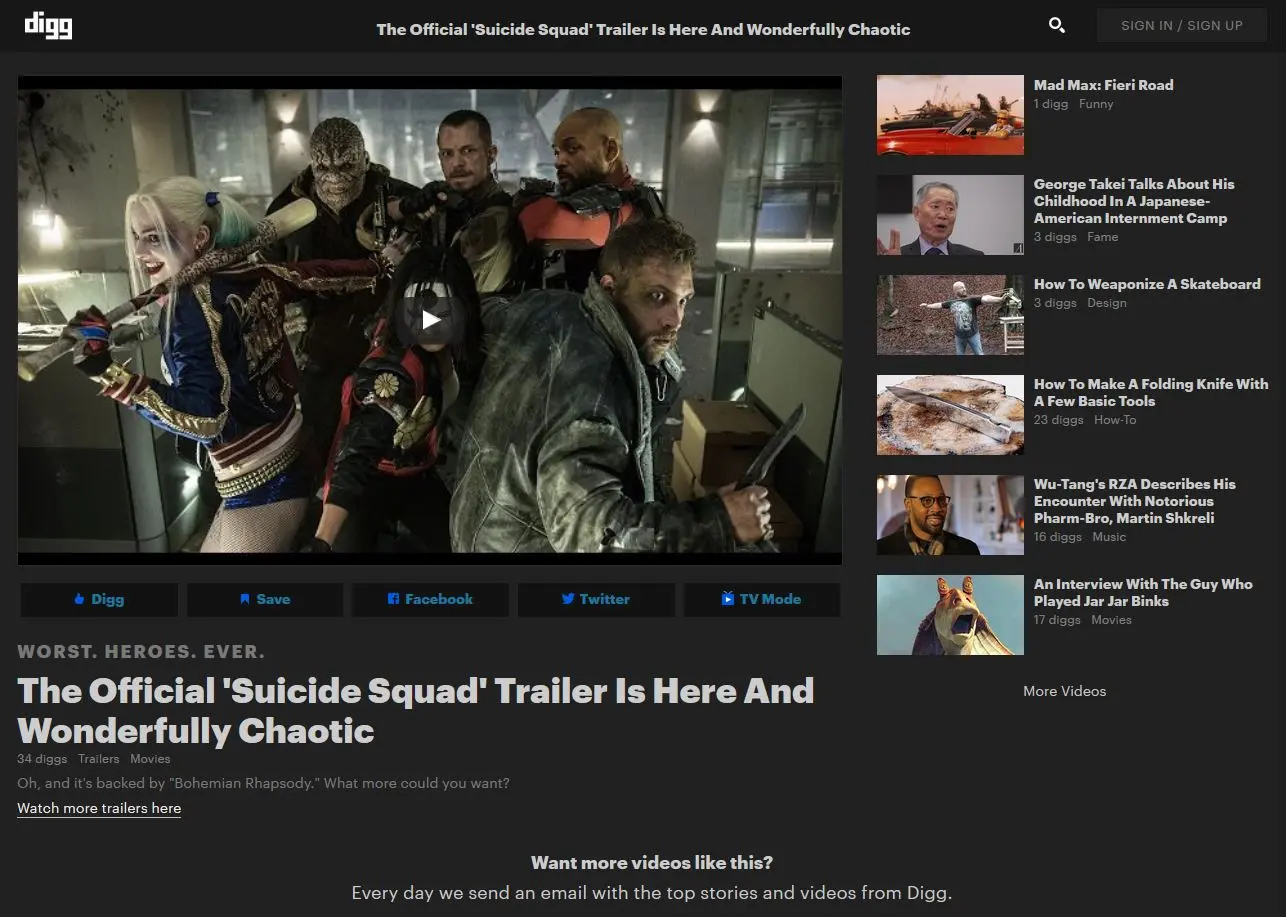 digg
The Official 'Suicide Squad' Trailer Is Here And Wonderfully Chaotic
SIGN IN / SIGN UP
Digg
Save
Facebook
Twitter
TV Mode
WORST. HEROES. EVER.
The Official 'Suicide Squad' Trailer Is Here And
Wonderfully Chaotic
34 diggs Trailers Movies
Oh, and it's backed by "Bohemian Rhapsody." What more could you want?
Watch more trailers here
Mad Max: Fieri Road
1 digg Funny
George Takei Talks About His
Childhood In A Japanese-
American Internment Camp
3 diggs Fame
How To Weaponize A Skateboard
3 diggs Design
How To Make A Folding Knife With
A Few Basic Tools
23 diggs How-To
Wu-Tang's RZA Describes His
Encounter With Notorious
Pharm-Bro, Martin Shkreli
16 diggs Music
An Interview With The Guy Who
Played Jar Jar Binks
17 diggs Movies
More Videos
Want more videos like this?
Every day we send an email with the top stories and videos from Digg.